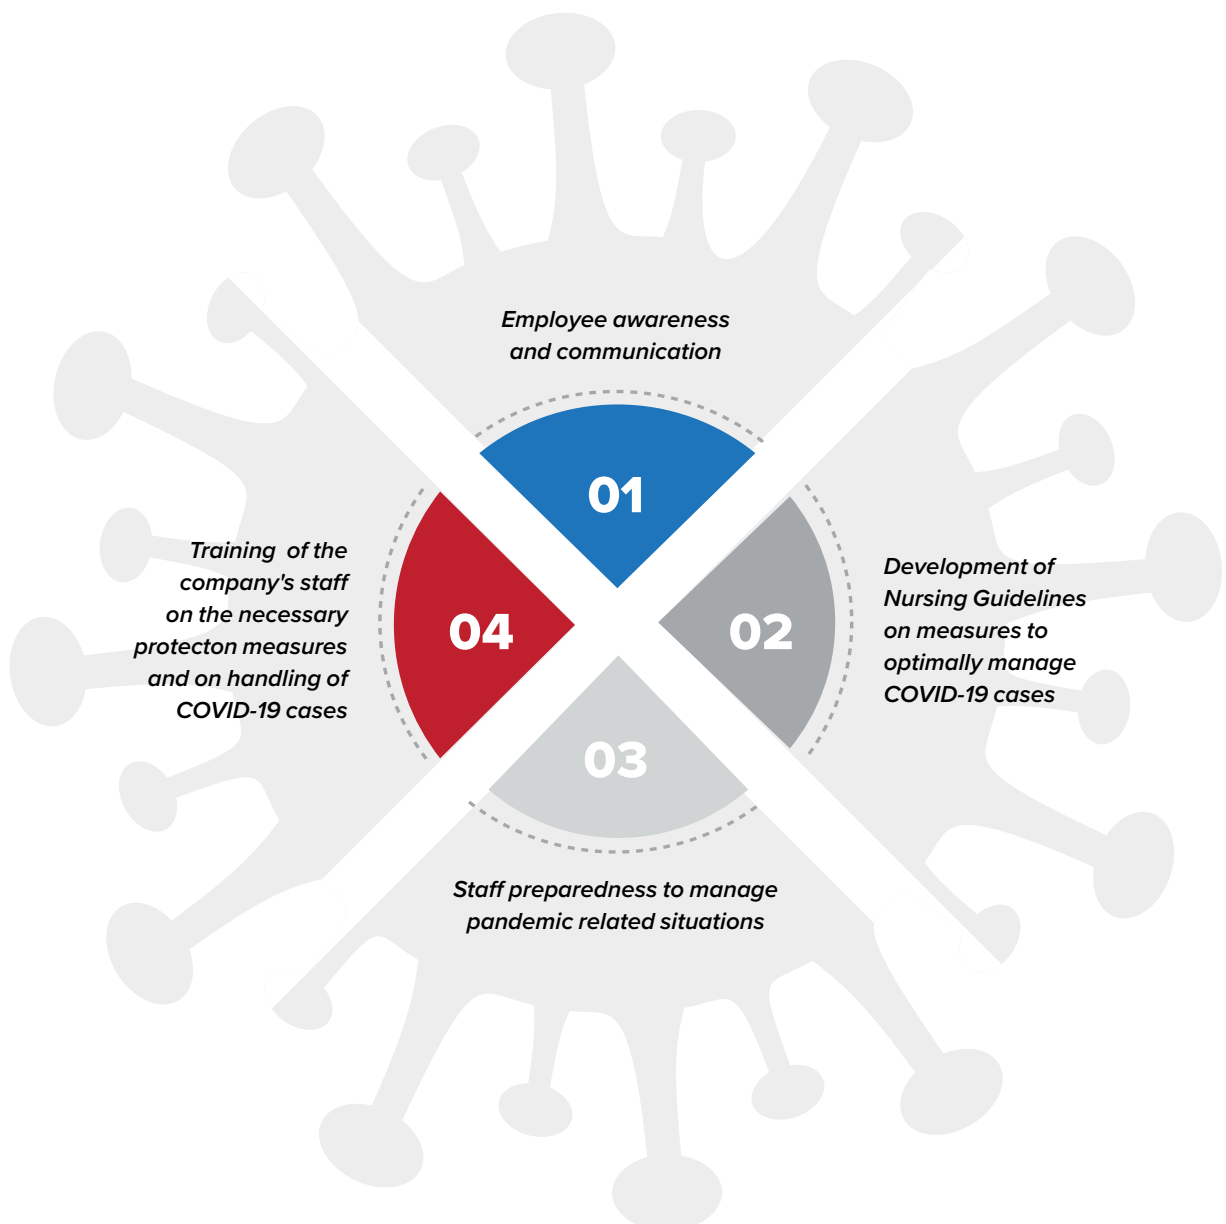 Employee awareness
and communication
01
02
Development of
Nursing Guidelines
on measures to
optimally manage
COVID-19 cases
03
Staff preparedness to manage
pandemic related situations
04
Training of the
company's staff
on the necessary
protecton measures
and on handling of
COVID-19 cases